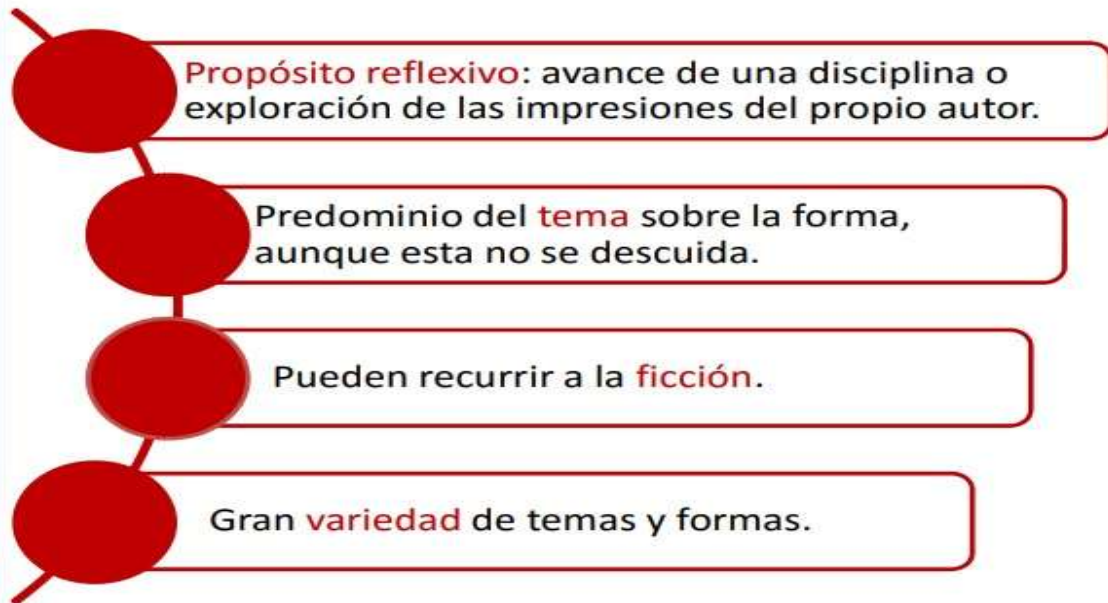 Propósito reflexivo: avance de una disciplina o
exploración de las impresiones del propio autor.
Predominio del tema sobre la forma,
aunque esta no se descuida.
Pueden recurrir a la ficción.
Gran variedad de temas y formas.